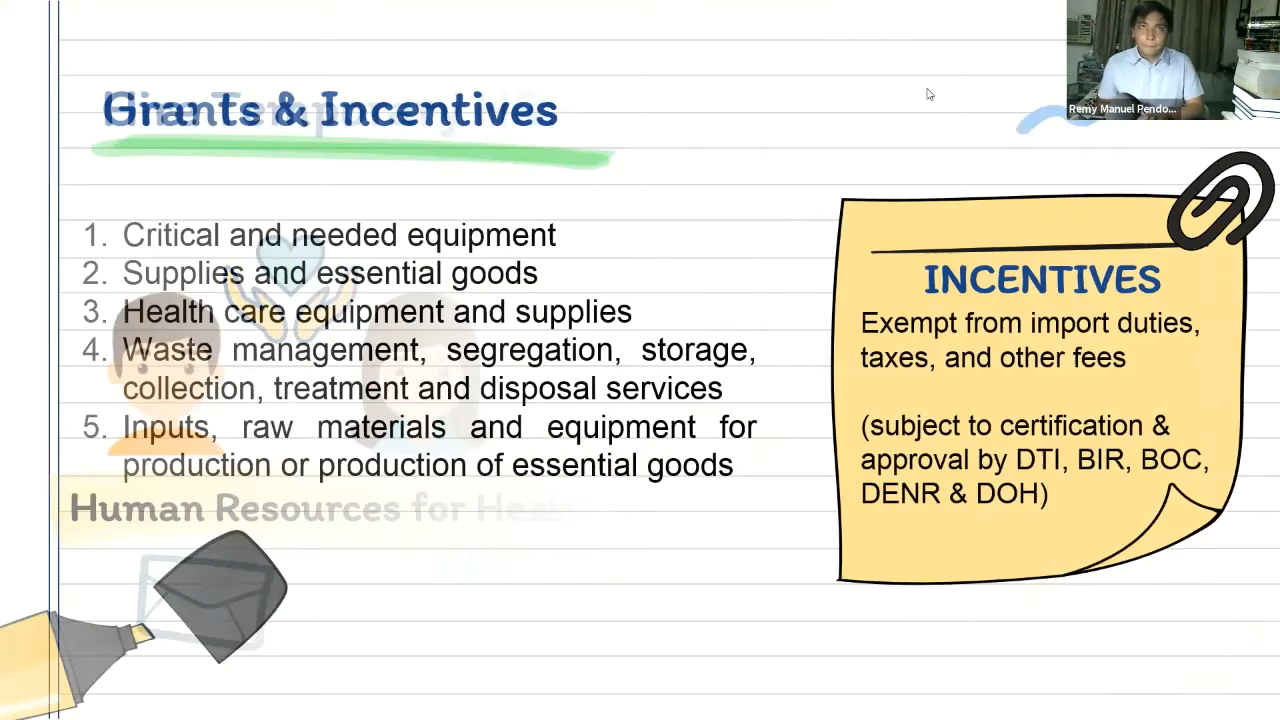 Grants & Incentives
Remy Manuel Pendo...
1. Critical and needed equipment
2. Supplies and essential goods
3. Health care equipment and supplies
4. Waste management, segregation, storage,
collection, treatment and disposal services
5. Inputs, raw materials and equipment for
production or production of essential goods
Human Resources for Health
INCENTIVES
Exempt from import duties,
taxes, and other fees
(subject to certification &
approval by DTI, BIR, BOC,
DENR & DOH)